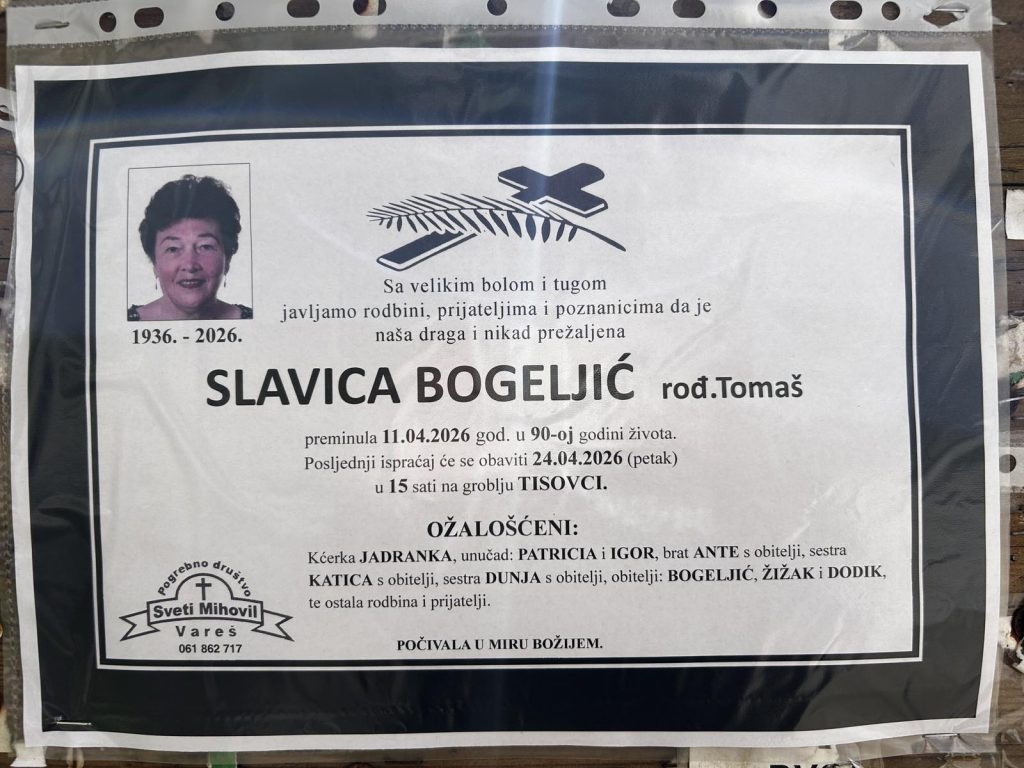 1936. - 2026.
Sa velikim bolom i tugom
javljamo rodbini, prijateljima i poznanicima da je
naša draga i nikad prežaljena
SLAVICA BOGELJIĆ rođ.Tomaš
preminula 11.04.2026 god. u 90-oj godini života.
Posljednji ispraćaj će se obaviti 24.04.2026 (petak)
u 15 sati na groblju TISOVCI.
OŽALOŠĆENI:
Kćerka JADRANKA, unučad: PATRICIA i IGOR, brat ANTE s obitelji, sestra
KATICA s obitelji, sestra DUNJA s obitelji, obitelji: BOGELJIĆ, ŽIŽAK i DODIK,
te ostala rodbina i prijatelji.
Pogrebno društvo
Sveti Mihovil
Vareš
061 862 717
POČIVALA U MIRU BOŽIJEM.